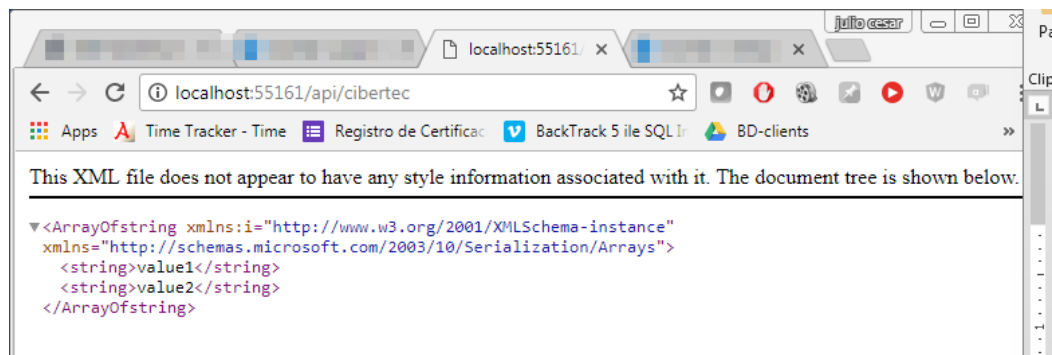 julio cesar
Pa
localhost:55161/
localhost:55161/api/cibertec
Clip
Apps Time Tracker - Time Registro de Certificac BackTrack 5 ile SQL Ir BD-clients »
This XML file does not appear to have any style information associated with it. The document tree is shown below.
▼<ArrayOfstring xmlns:i="http://www.w3.org/2001/XMLSchema-instance"
xmlns="http://schemas.microsoft.com/2003/10/Serialization/Arrays">
<string>value1</string>
<string>value2</string>
</ArrayOfstring>
1